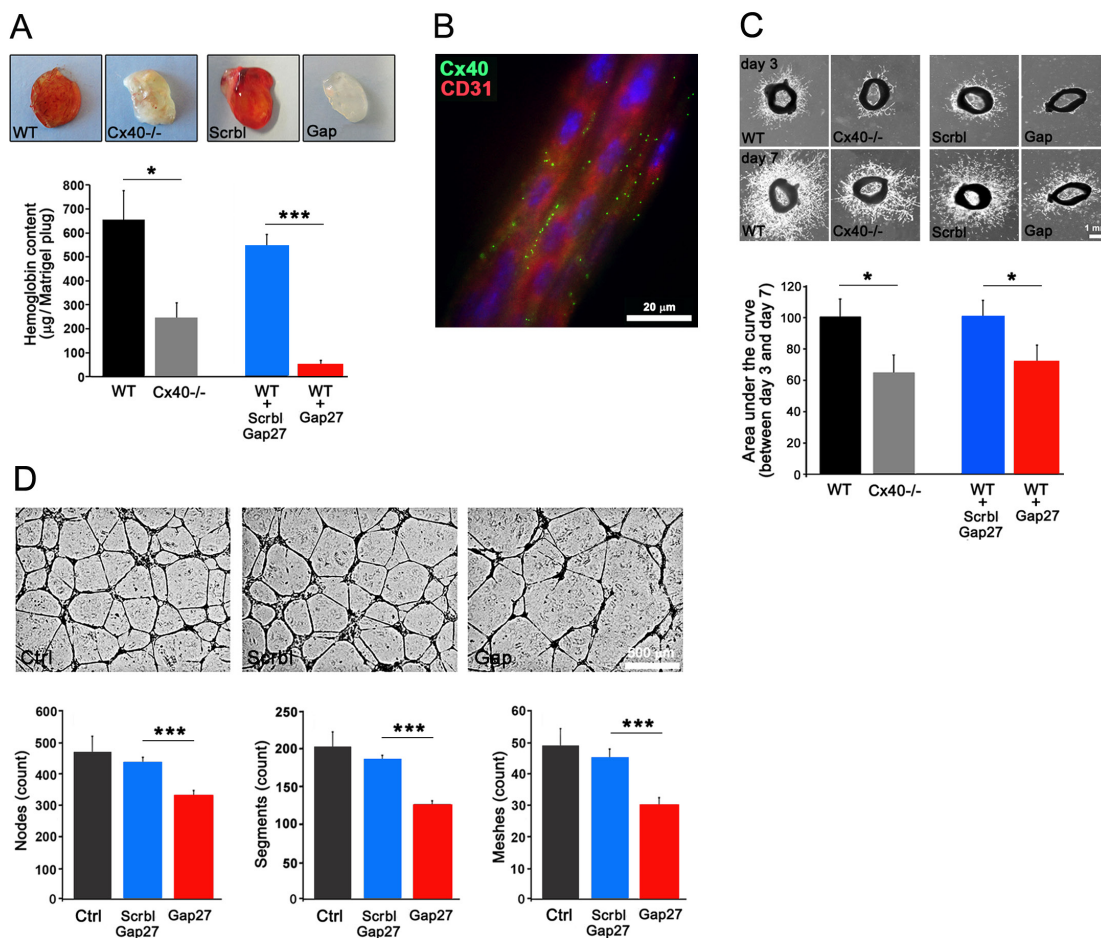 A
WT
Cx40-/-
Scrbl
Gap
Hemoglobin content
(µg / Matrigel plug)
800
700
600
500
400
300
200
100
0
*
***
WT
Cx40-/-
WT
+
Scrbl
Gap27
WT
+
Gap27
B
Cx40
CD31
20 µm
C
day 3
WT
Cx40-/-
Scrbl
Gap
day 7
WT
Cx40-/-
Scrbl
Gap
Area under the curve
(between day 3 and day 7)
120
100
80
60
40
20
0
*
*
WT
Cx40-/-
WT
+
Scrbl
Gap27
WT
+
Gap27
D
Ctrl
Scrbl
Gap
500 µm
Nodes (count)
600
500
400
300
200
100
0
***
Ctrl
Scrbl
Gap27
Gap27
Segments (count)
250
200
150
100
50
0
***
Ctrl
Scrbl
Gap27
Gap27
Meshes (count)
60
50
40
30
20
10
0
***
Ctrl
Scrbl
Gap27
Gap27